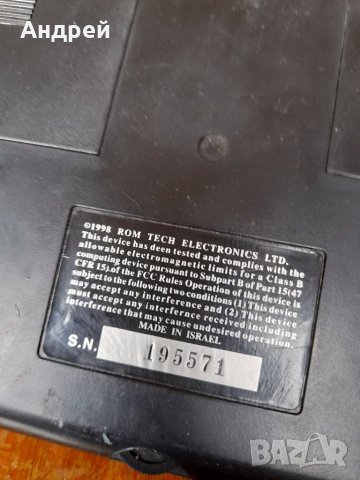 Андрей
©1998 ROM TECH ELECTRONICS LTD.
This device has deen tested and complies with the
allowable electromagnetic limits for a Class B
computing device pursuant to Subpart B of Part 15(47
CFR 15).of the FCC Rules Operation of this device is
subject to the following two conditions (1) This device
may accept any interference and (2) This device
may accept any interference received including
interference that may cause undesired operation.
MADE IN ISRAEL
S.N. 195571
BAZAR